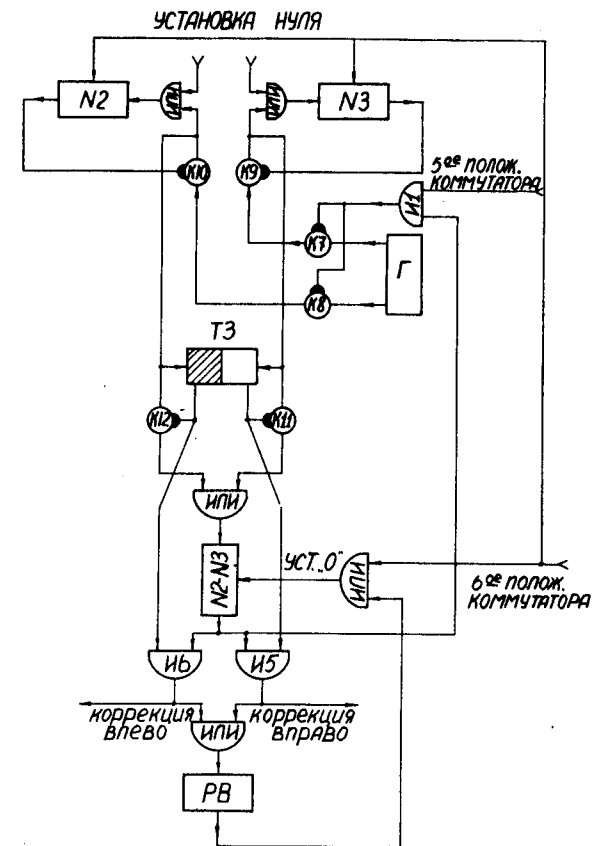 УСТАНОВКА НУЛЯ
N2
ИЛИ
ИЛИ
N3
К10
К9
5ое ПОЛОЖ.
КОММУТАТОРА
И1
К7
Г
К8
Т3
К12
К11
ИЛИ
N2-N3
УСТ. „0"
ИЛИ
6ое ПОЛОЖ.
КОММУТАТОРА
И6
И5
КОРРЕКЦИЯ
ВЛЕВО
ИЛИ
КОРРЕКЦИЯ
ВПРАВО
РВ